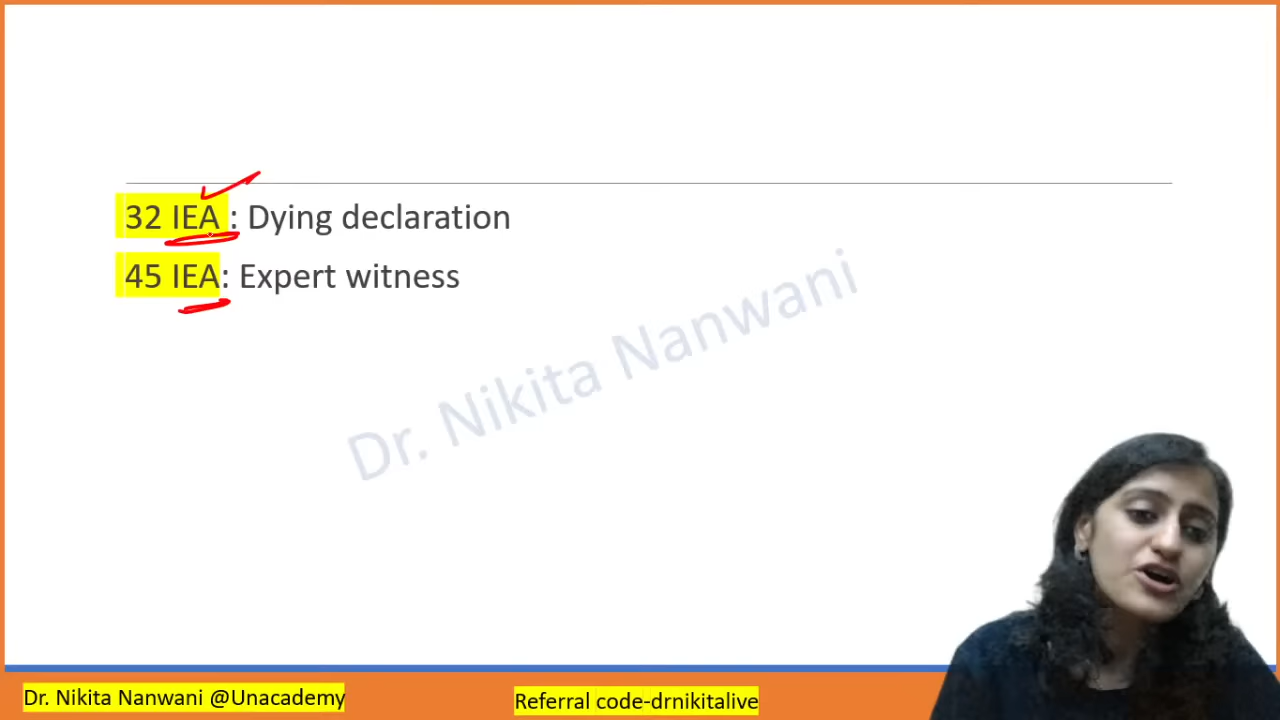 32 IEA : Dying declaration
45 IEA: Expert witness
Dr. Nikita Nanwani
Dr. Nikita Nanwani @Unacademy
Referral code-drnikitalive